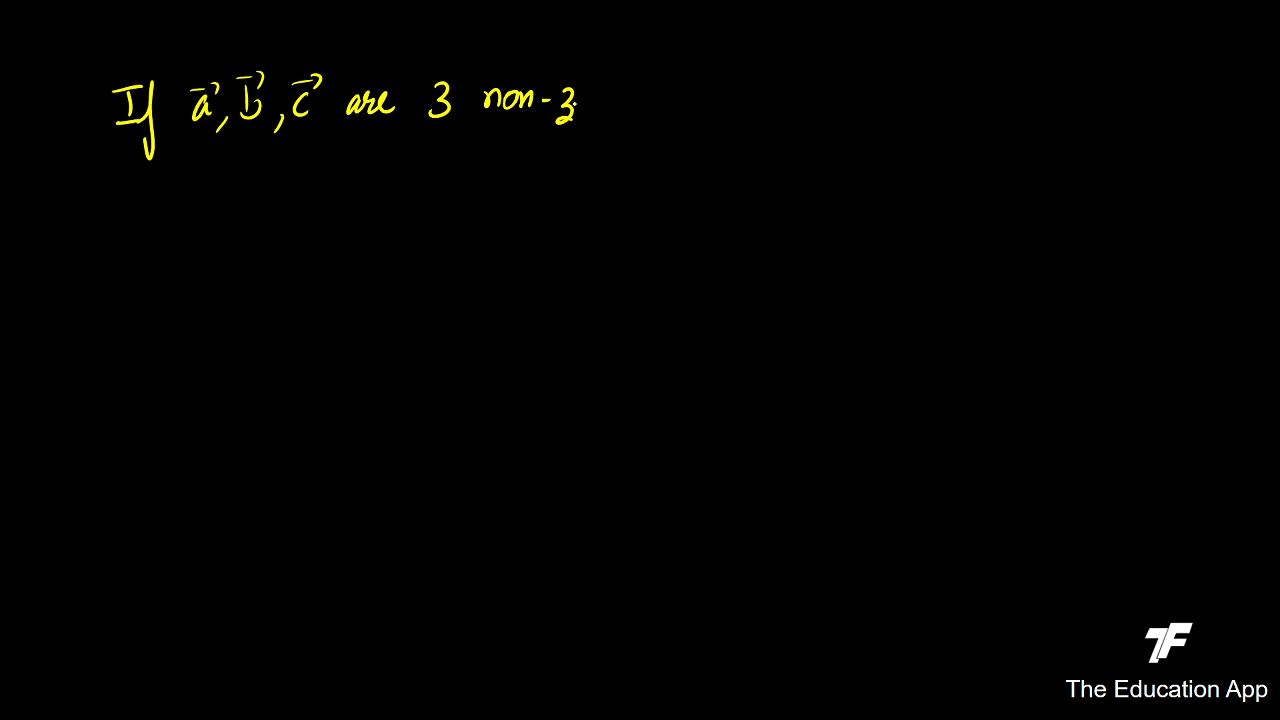 If a⃗, b⃗, c⃗ are 3 non-z
The Education App